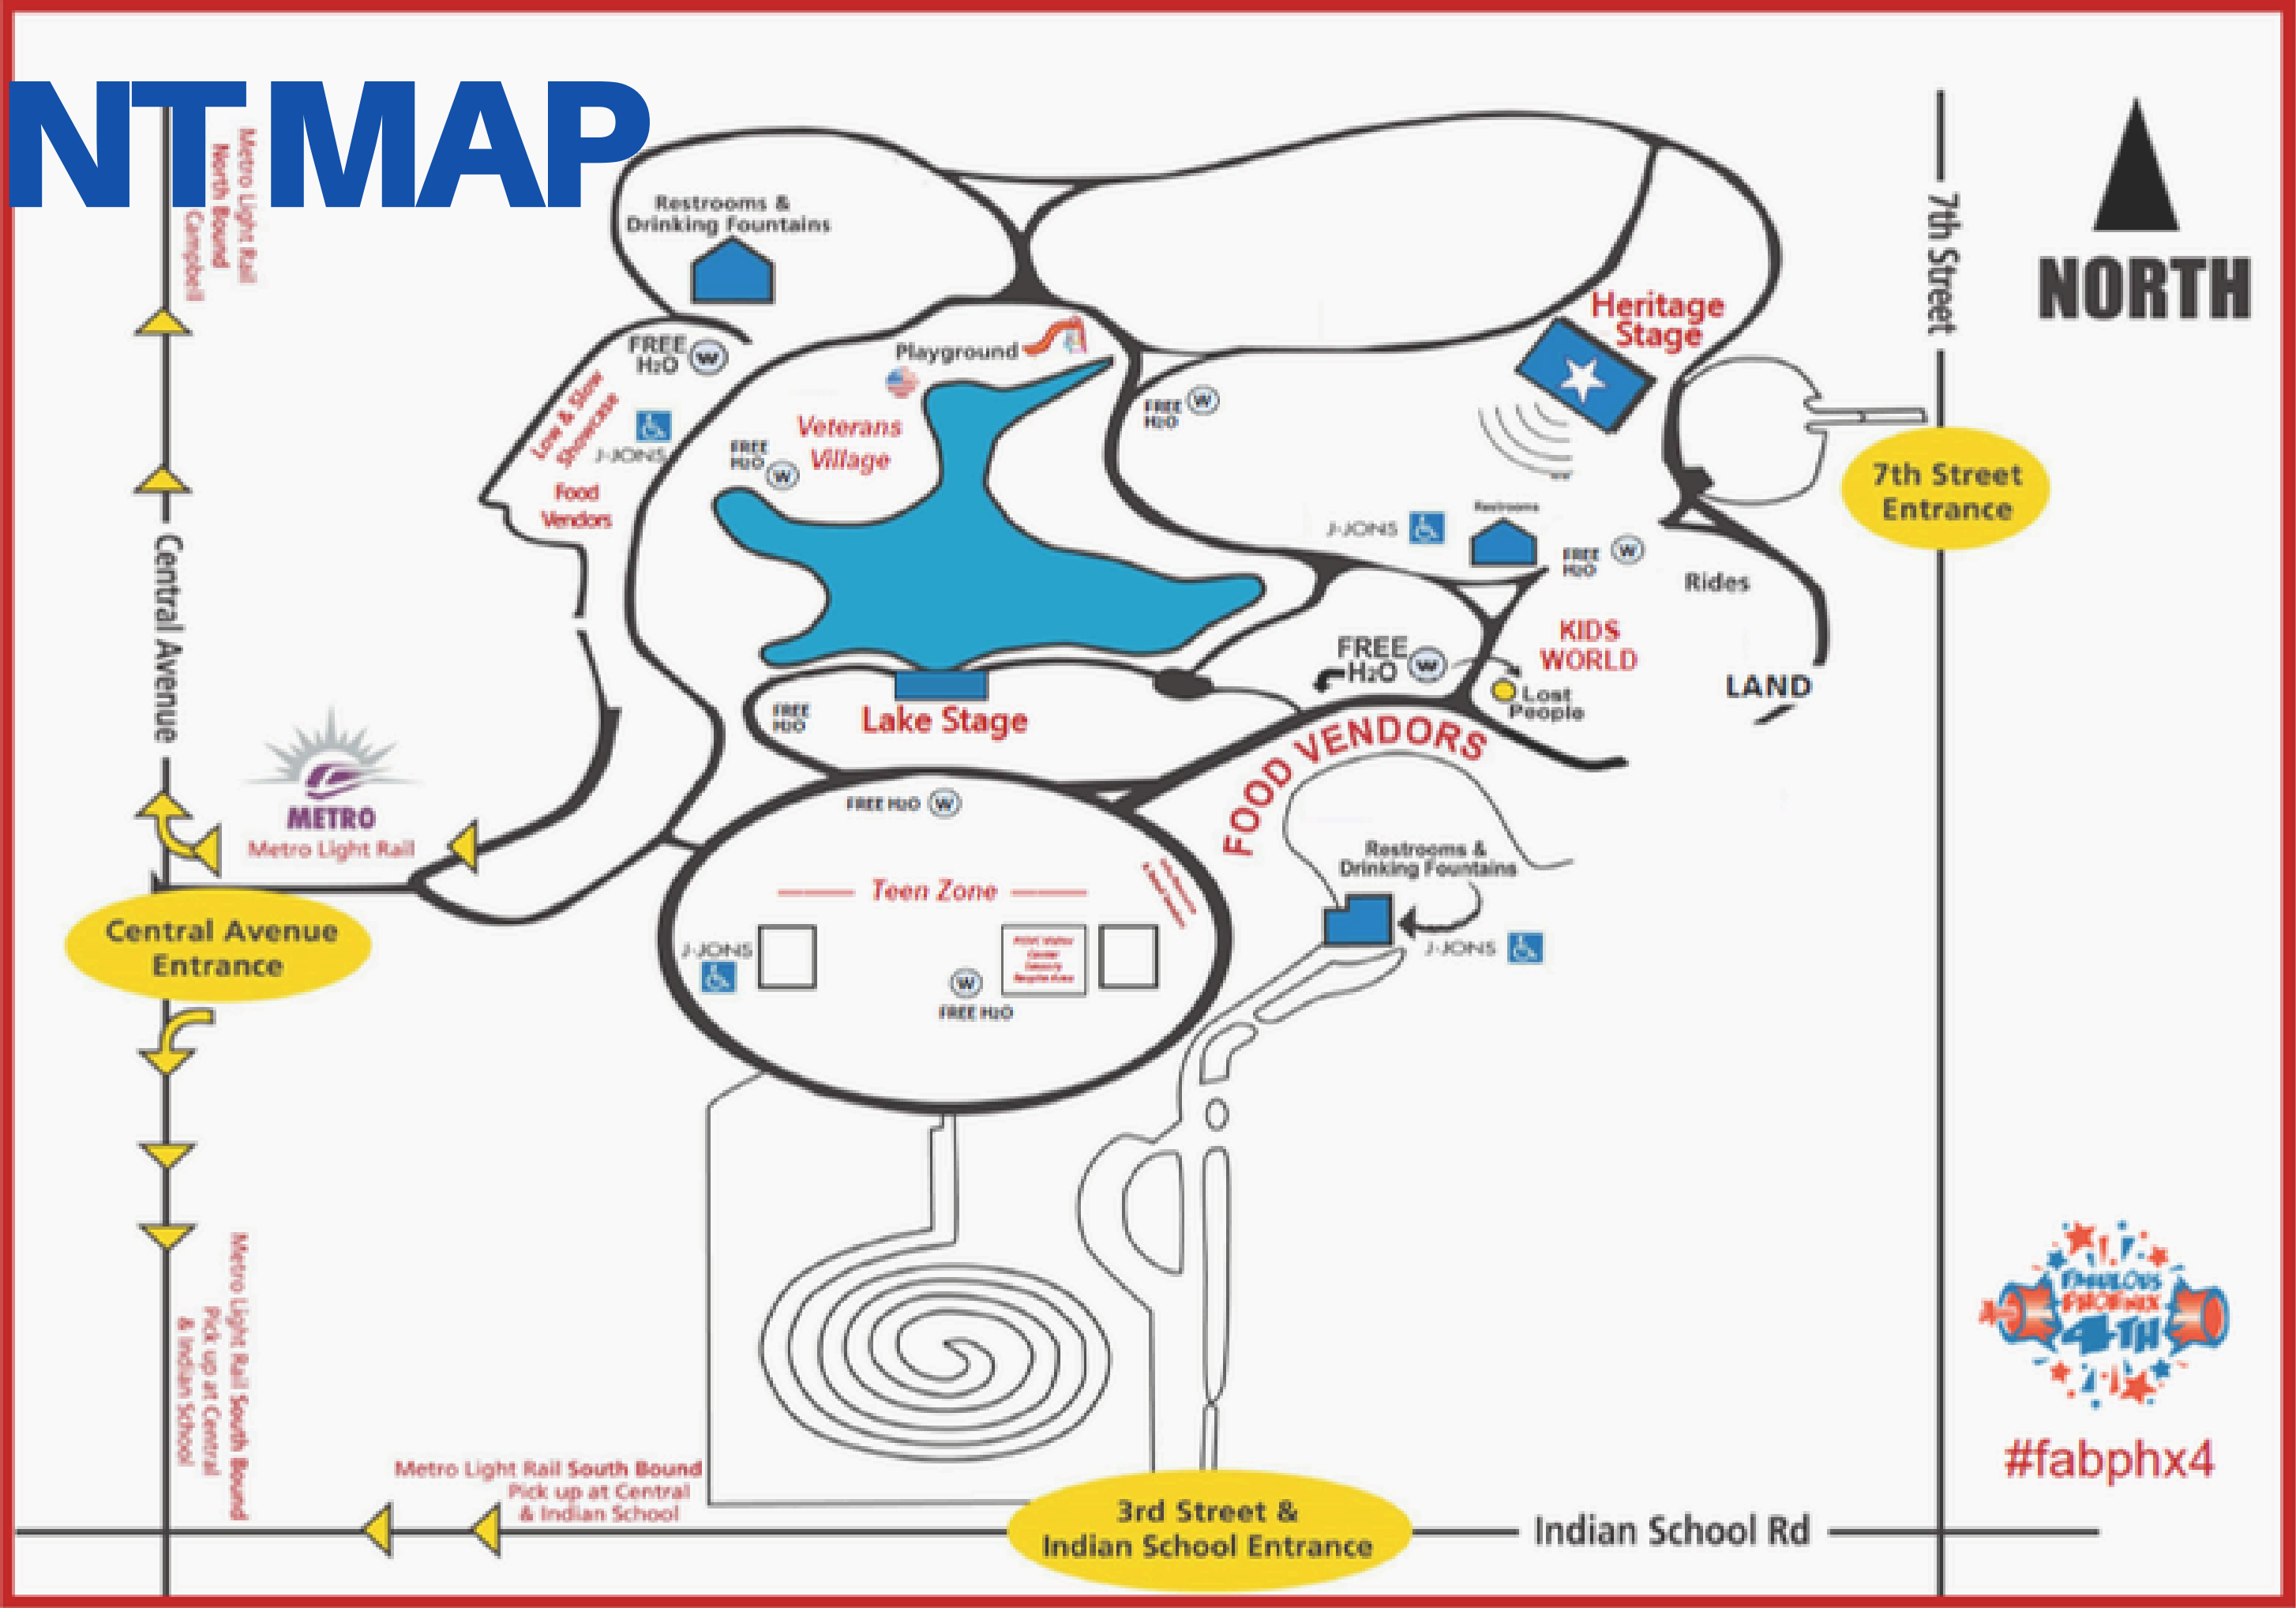 NT MAP
Metro Light Rail
North Bound
Campbell
Restrooms &
Drinking Fountains
7th Street
NORTH
Heritage
Stage
Playground
FREE
H2O
W
Low & Slow
Showcase
J-JONS
Food
Vendors
Veterans
Village
FREE
H2O
W
FREE
H2O
W
7th Street
Entrance
J-JONS
Restrooms
FREE
H2O
W
Rides
KIDS
WORLD
LAND
FREE
H2O
W
Lost
People
Central Avenue
FREE
H2O
Lake Stage
FOOD VENDORS
METRO
Metro Light Rail
FREE H2O
W
Restrooms &
Drinking Fountains
J-JONS
Teen Zone
J-JONS
W
FREE H2O
Central Avenue
Entrance
Metro Light Rail South Bound
Pick up at Central
& Indian School
Metro Light Rail South Bound
Pick up at Central
& Indian School
3rd Street &
Indian School Entrance
Indian School Rd
FABULOUS
PHOENIX
4TH
#fabphx4